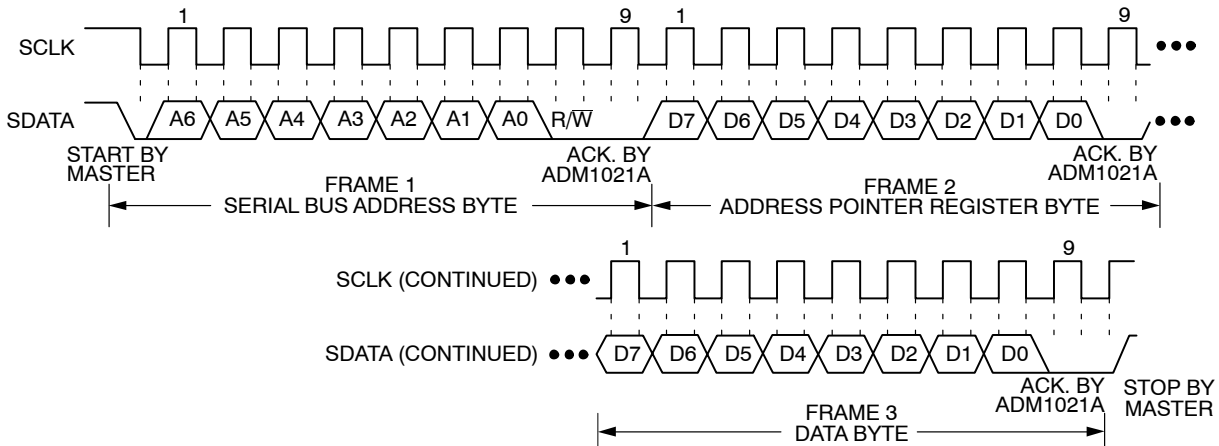 1 9 1 9
SCLK
SDATA A6 A5 A4 A3 A2 A1 A0 R/W̅ D7 D6 D5 D4 D3 D2 D1 D0
START BY MASTER
ACK. BY ADM1021A
ACK. BY ADM1021A
FRAME 1
SERIAL BUS ADDRESS BYTE
FRAME 2
ADDRESS POINTER REGISTER BYTE
1 9
SCLK (CONTINUED)
SDATA (CONTINUED) D7 D6 D5 D4 D3 D2 D1 D0
ACK. BY ADM1021A
STOP BY MASTER
FRAME 3
DATA BYTE